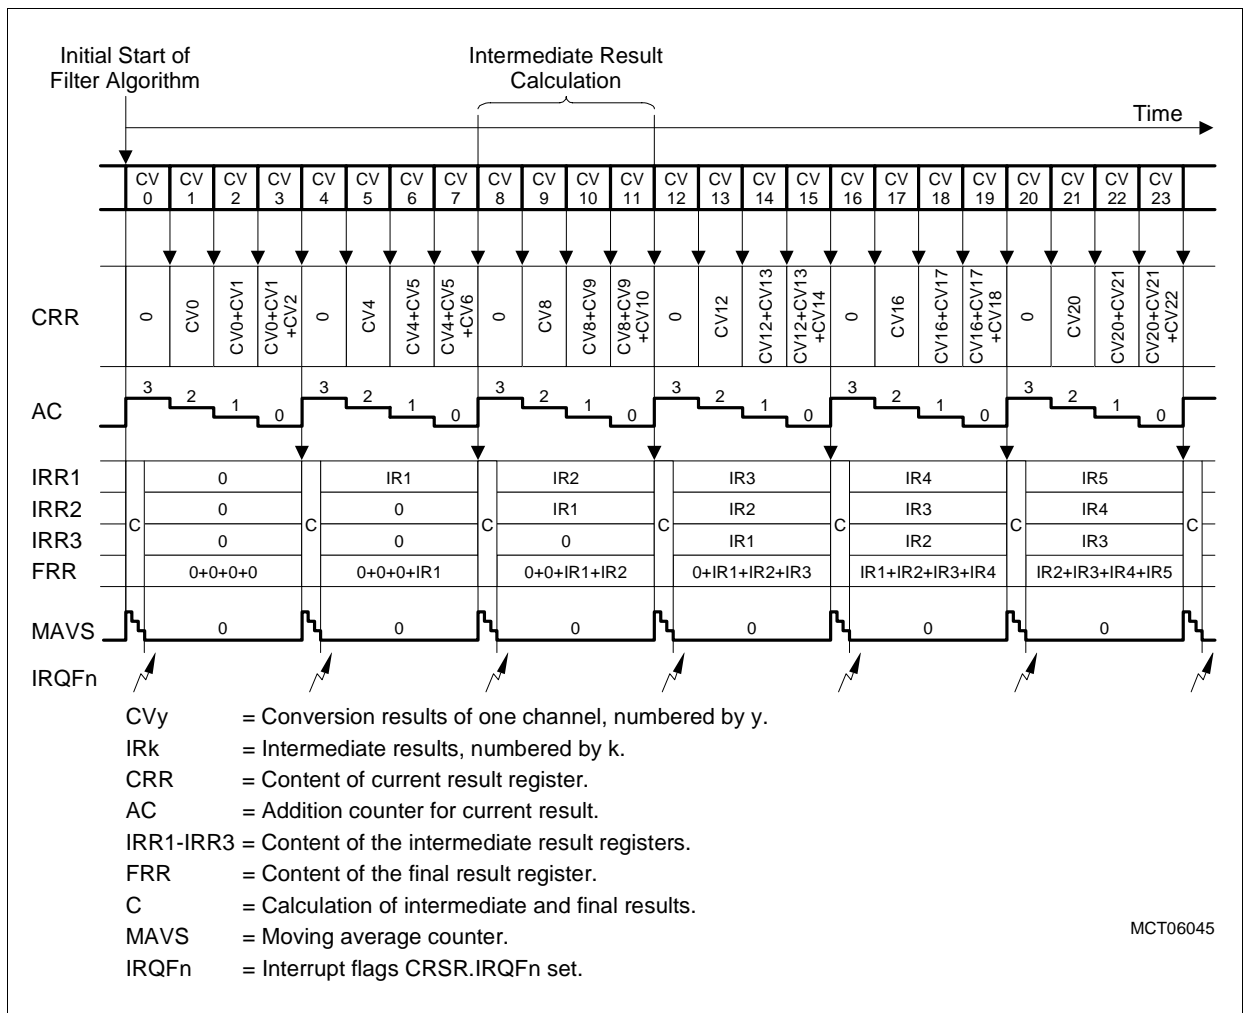 Initial Start of
Filter Algorithm
Intermediate Result
Calculation
Time
CV 0 CV 1 CV 2 CV 3 CV 4 CV 5 CV 6 CV 7 CV 8 CV 9 CV 10 CV 11 CV 12 CV 13 CV 14 CV 15 CV 16 CV 17 CV 18 CV 19 CV 20 CV 21 CV 22 CV 23
CRR 0 CV0 CV0+CV1 CV0+CV1+CV2 0 CV4 CV4+CV5 CV4+CV5+CV6 0 CV8 CV8+CV9 CV8+CV9+CV10 0 CV12 CV12+CV13 CV12+CV13+CV14 0 CV16 CV16+CV17 CV16+CV17+CV18 0 CV20 CV20+CV21 CV20+CV21+CV22
AC 3 2 1 0 3 2 1 0 3 2 1 0 3 2 1 0 3 2 1 0 3 2 1 0
IRR1 0 IR1 IR2 IR3 IR4 IR5
IRR2 0 0 IR1 IR2 IR3 IR4
C C C C C C C
IRR3 0 0 0 IR1 IR2 IR3
FRR 0+0+0+0 0+0+0+IR1 0+0+IR1+IR2 0+IR1+IR2+IR3 IR1+IR2+IR3+IR4 IR2+IR3+IR4+IR5
MAVS 0 0 0 0 0 0
IRQFn
CVy = Conversion results of one channel, numbered by y.
IRk = Intermediate results, numbered by k.
CRR = Content of current result register.
AC = Addition counter for current result.
IRR1-IRR3 = Content of the intermediate result registers.
FRR = Content of the final result register.
C = Calculation of intermediate and final results.
MAVS = Moving average counter.
IRQFn = Interrupt flags CRSR.IRQFn set.
MCT06045